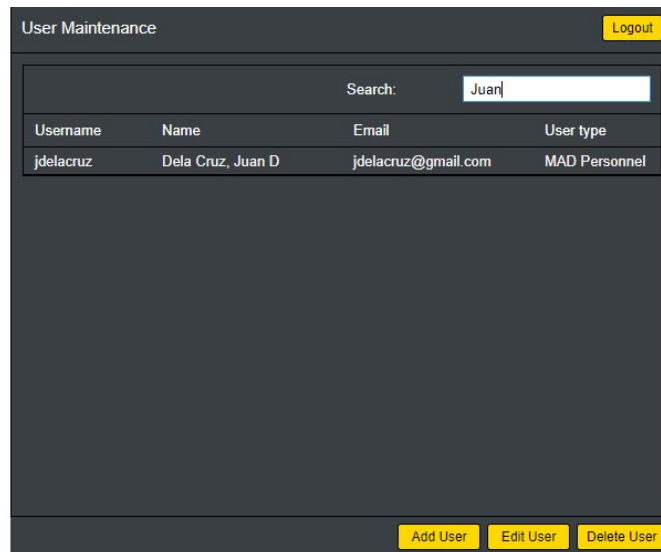 User Maintenance Logout
Search: Juan
Username Name Email User type
jdelacruz Dela Cruz, Juan D jdelacruz@gmail.com MAD Personnel
Add User Edit User Delete User